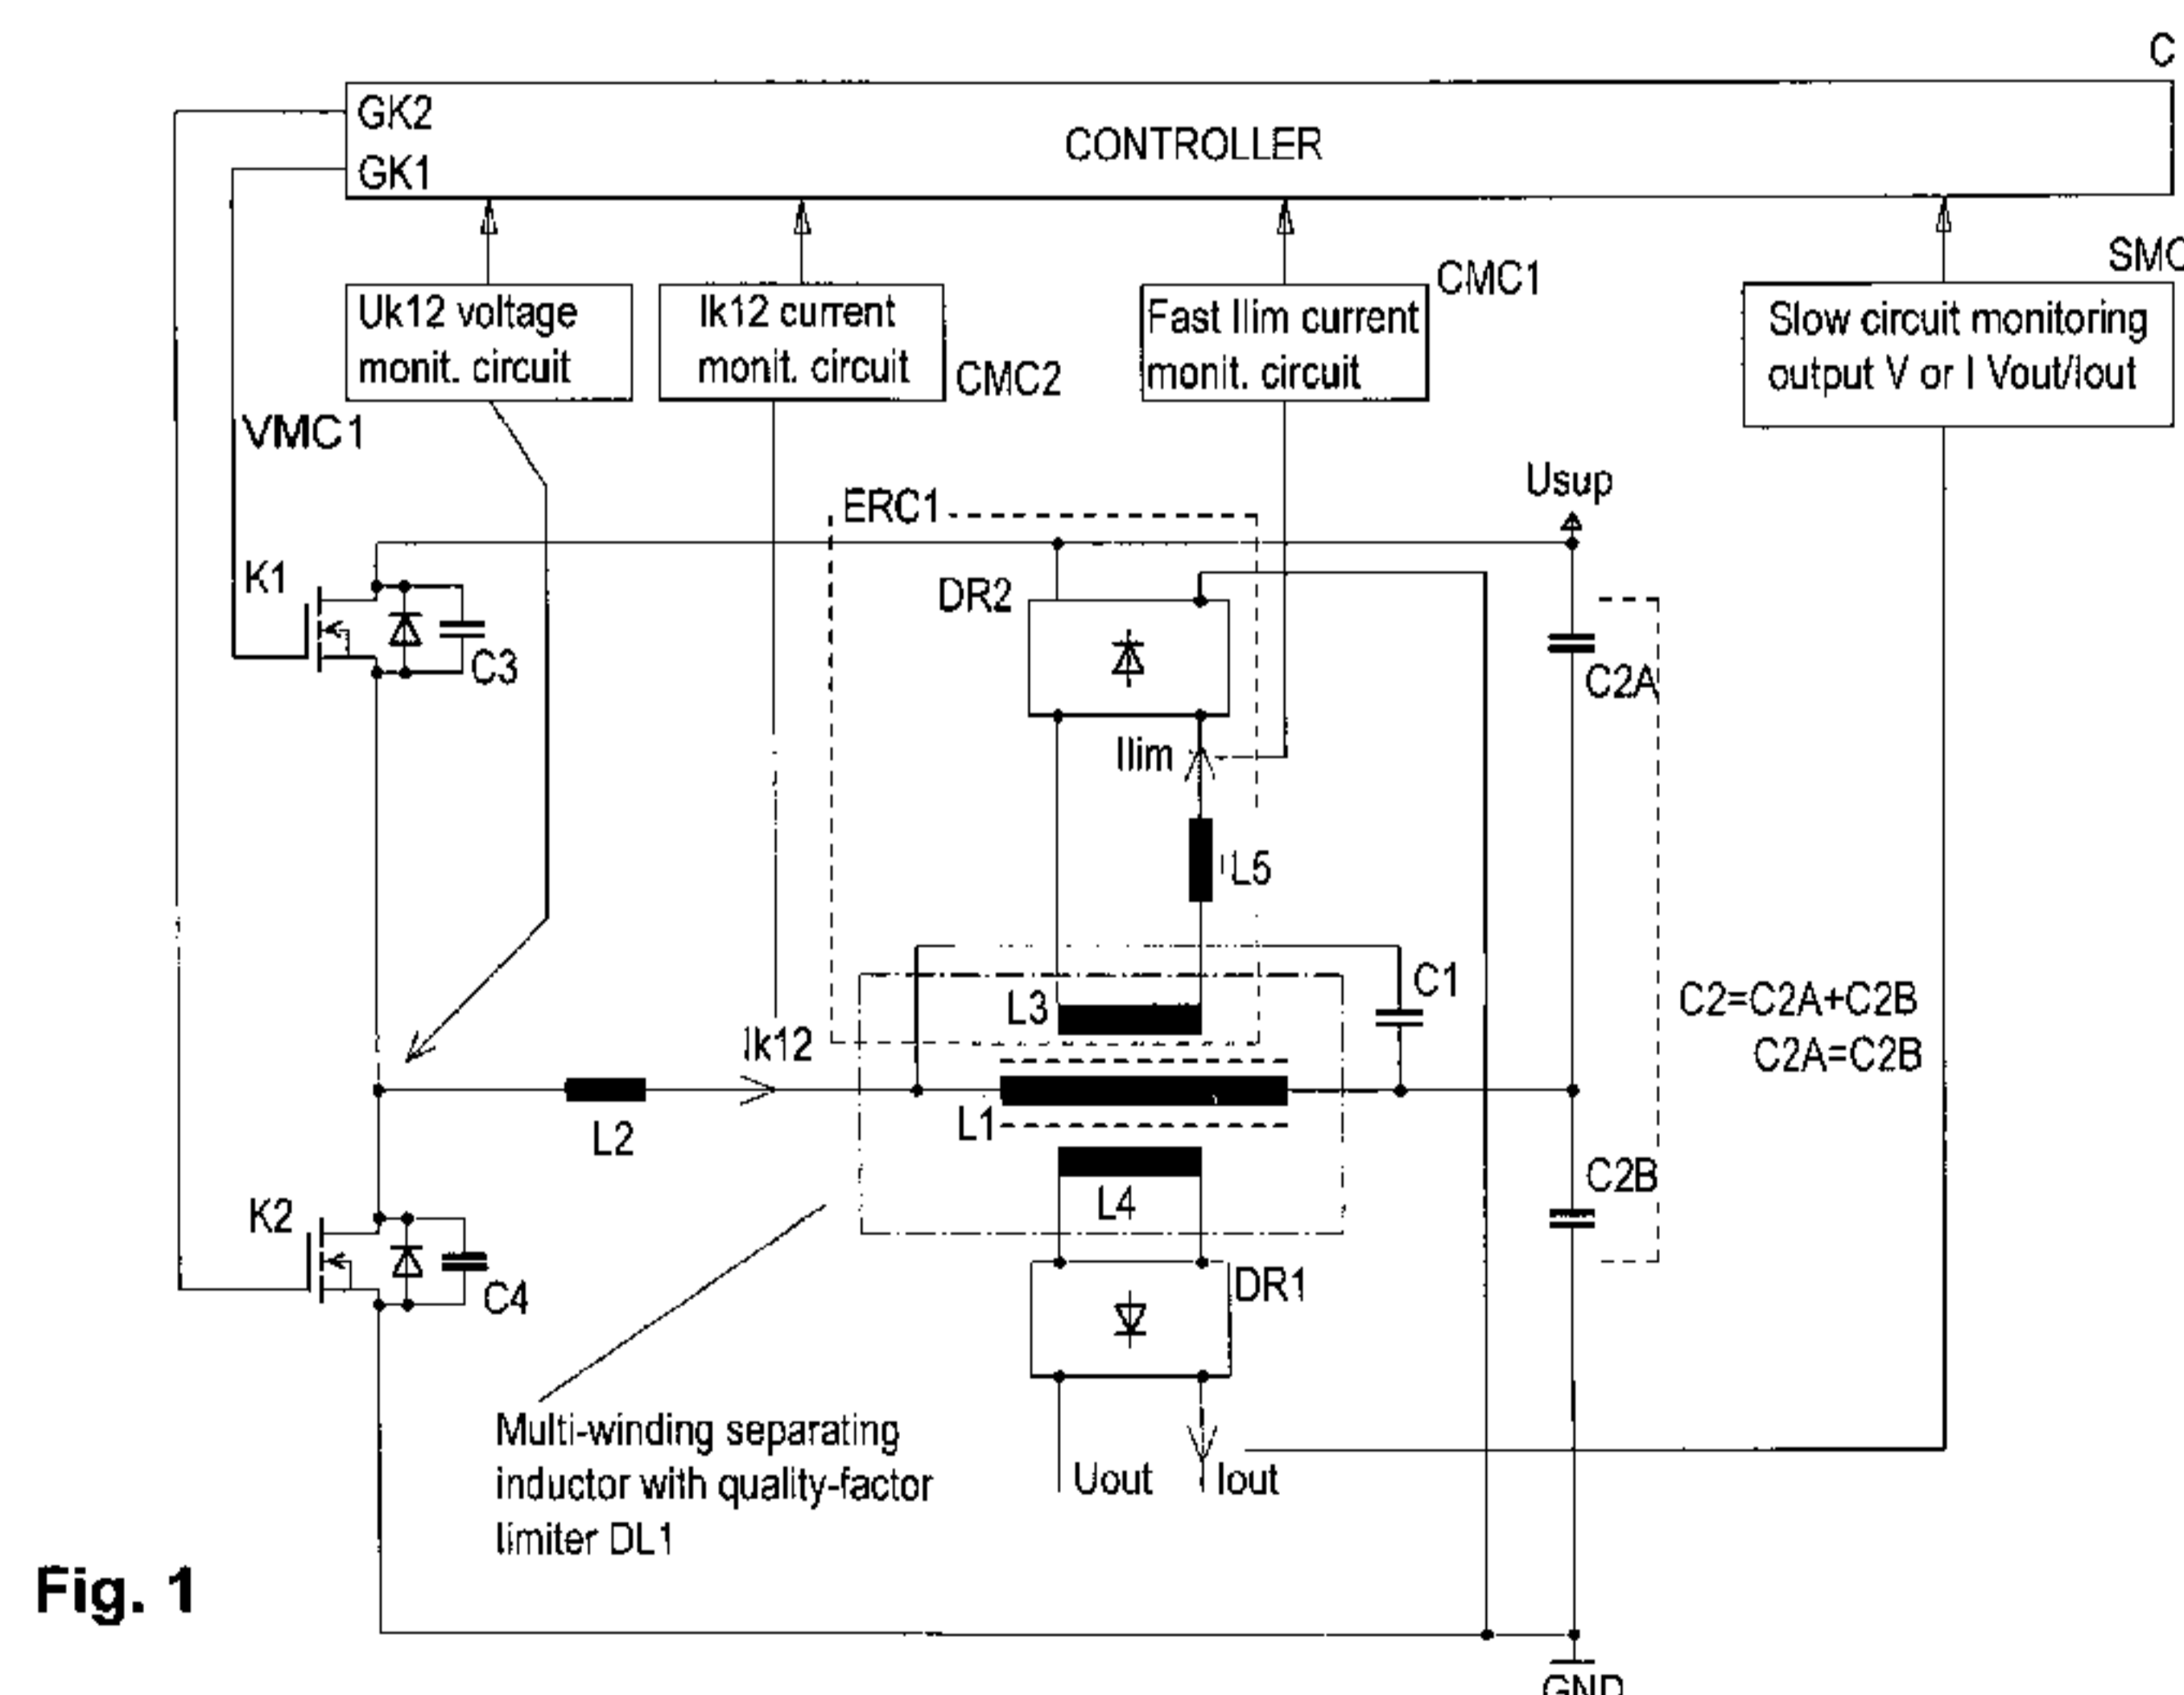 C
GK2
CONTROLLER
GK1
SMC
CMC1
Uk12 voltage
monit. circuit
Ik12 current
monit. circuit
CMC2
Fast Ilim current
monit. circuit
Slow circuit monitoring
output V or I Vout/Iout
VMC1
Usup
ERC1
K1
DR2
C3
C2A
Ilim
L5
L3
C1
C2=C2A+C2B
C2A=C2B
Ik12
L1
L2
C2B
L4
K2
C4
DR1
Multi-winding separating
inductor with quality-factor
limiter DL1
Uout
Iout
Fig. 1
GND